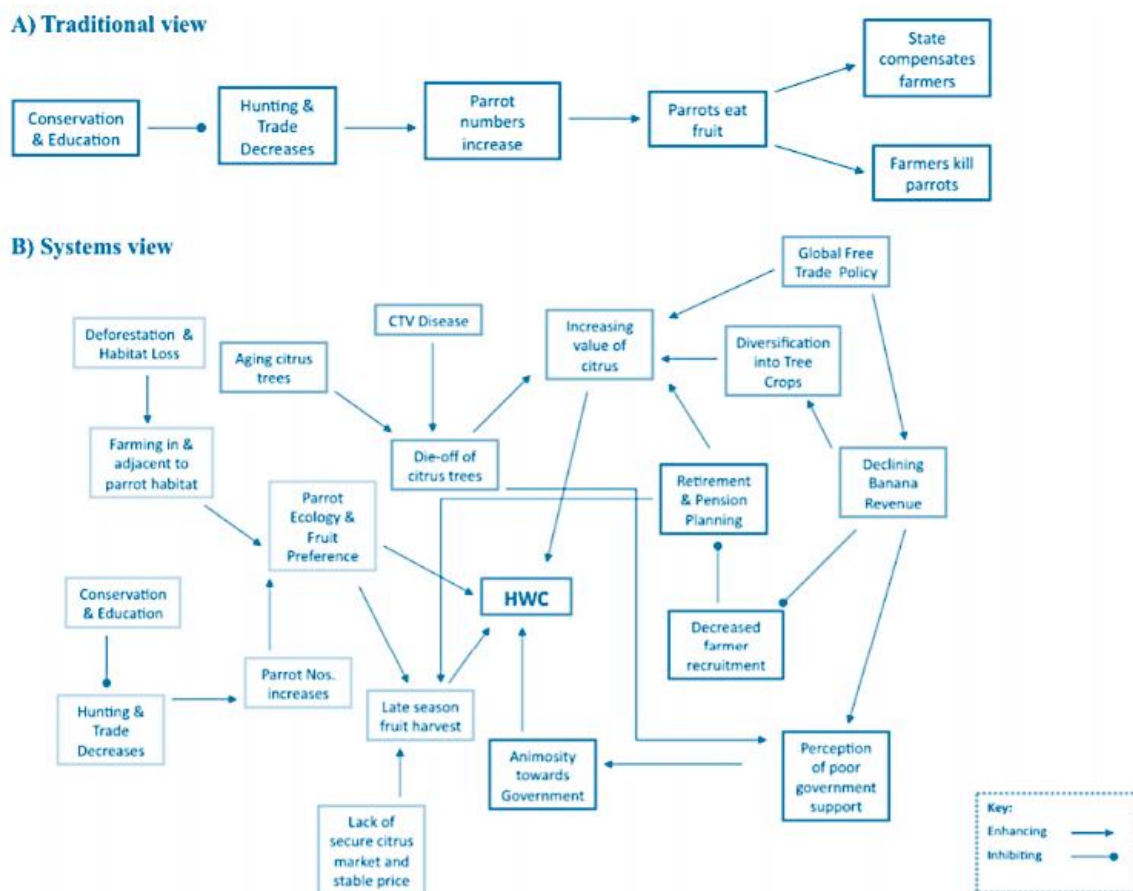 A) Traditional view
State
compensates
farmers
Conservation
& Education
Hunting &
Trade
Decreases
Parrot
numbers
increase
Parrots eat
fruit
Farmers kill
parrots
B) Systems view
Global Free
Trade Policy
Deforestation &
Habitat Loss
CTV Disease
Increasing
value of
citrus
Diversification
into Tree
Crops
Aging citrus
trees
Farming in &
adjacent to
parrot habitat
Die-off of
citrus trees
Retirement
& Pension
Planning
Declining
Banana
Revenue
Parrot
Ecology &
Fruit
Preference
HWC
Conservation
& Education
Decreased
farmer
recruitment
Parrot Nos.
increases
Hunting &
Trade
Decreases
Late season
fruit harvest
Animosity
towards
Government
Perception
of poor
government
support
Lack of
secure citrus
market and
stable price
Key:
Enhancing
Inhibiting